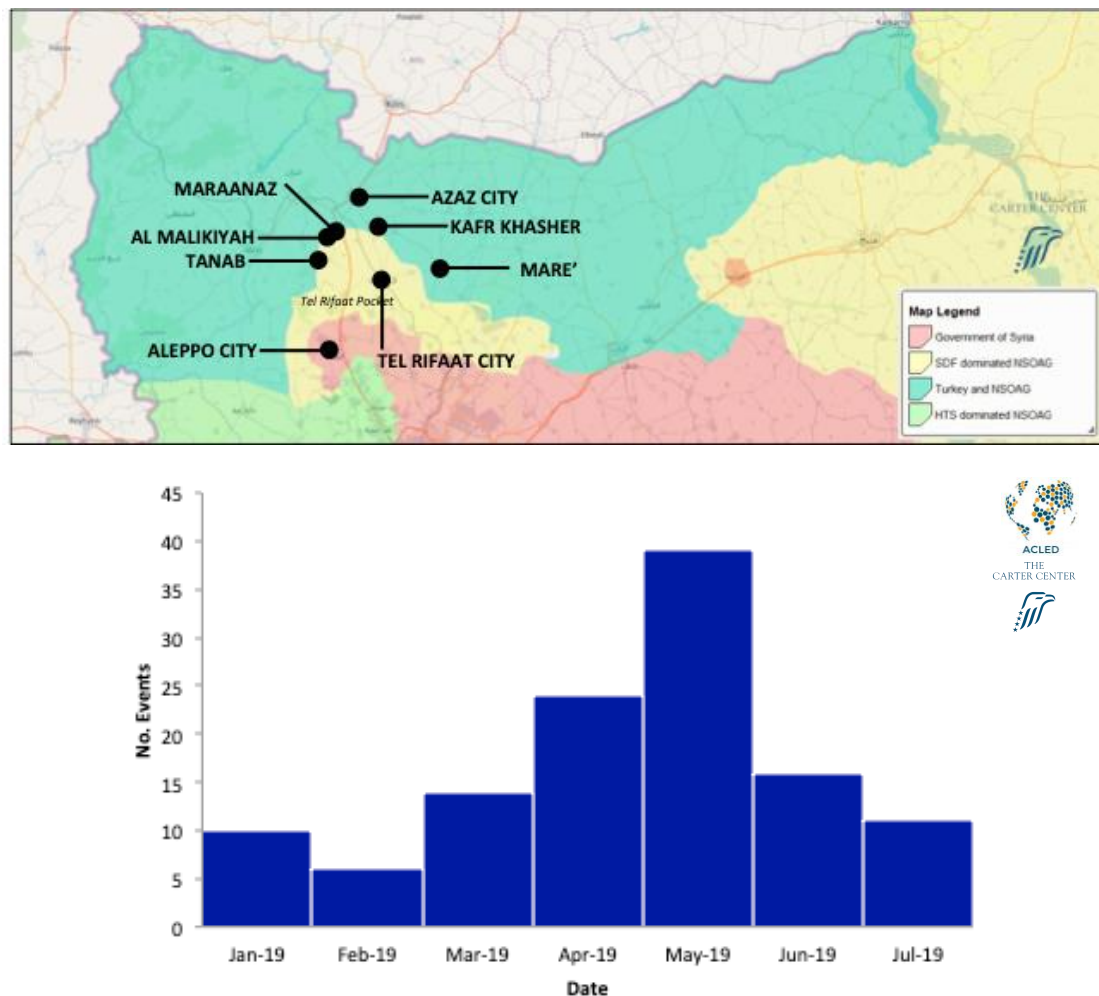 MARAANAZ
AZAZ CITY
AL MALIKIYAH
KAFR KHASHER
TANAB
MARE’
Tel Rifaat Pocket
ALEPPO CITY
TEL RIFAAT CITY
THE
CARTER CENTER
Map Legend
Government of Syria
SDF dominated NSOAG
Turkey and NSOAG
HTS dominated NSOAG
ACLED
THE
CARTER CENTER
No. Events
45
40
35
30
25
20
15
10
5
0
Jan-19 Feb-19 Mar-19 Apr-19 May-19 Jun-19 Jul-19
Date